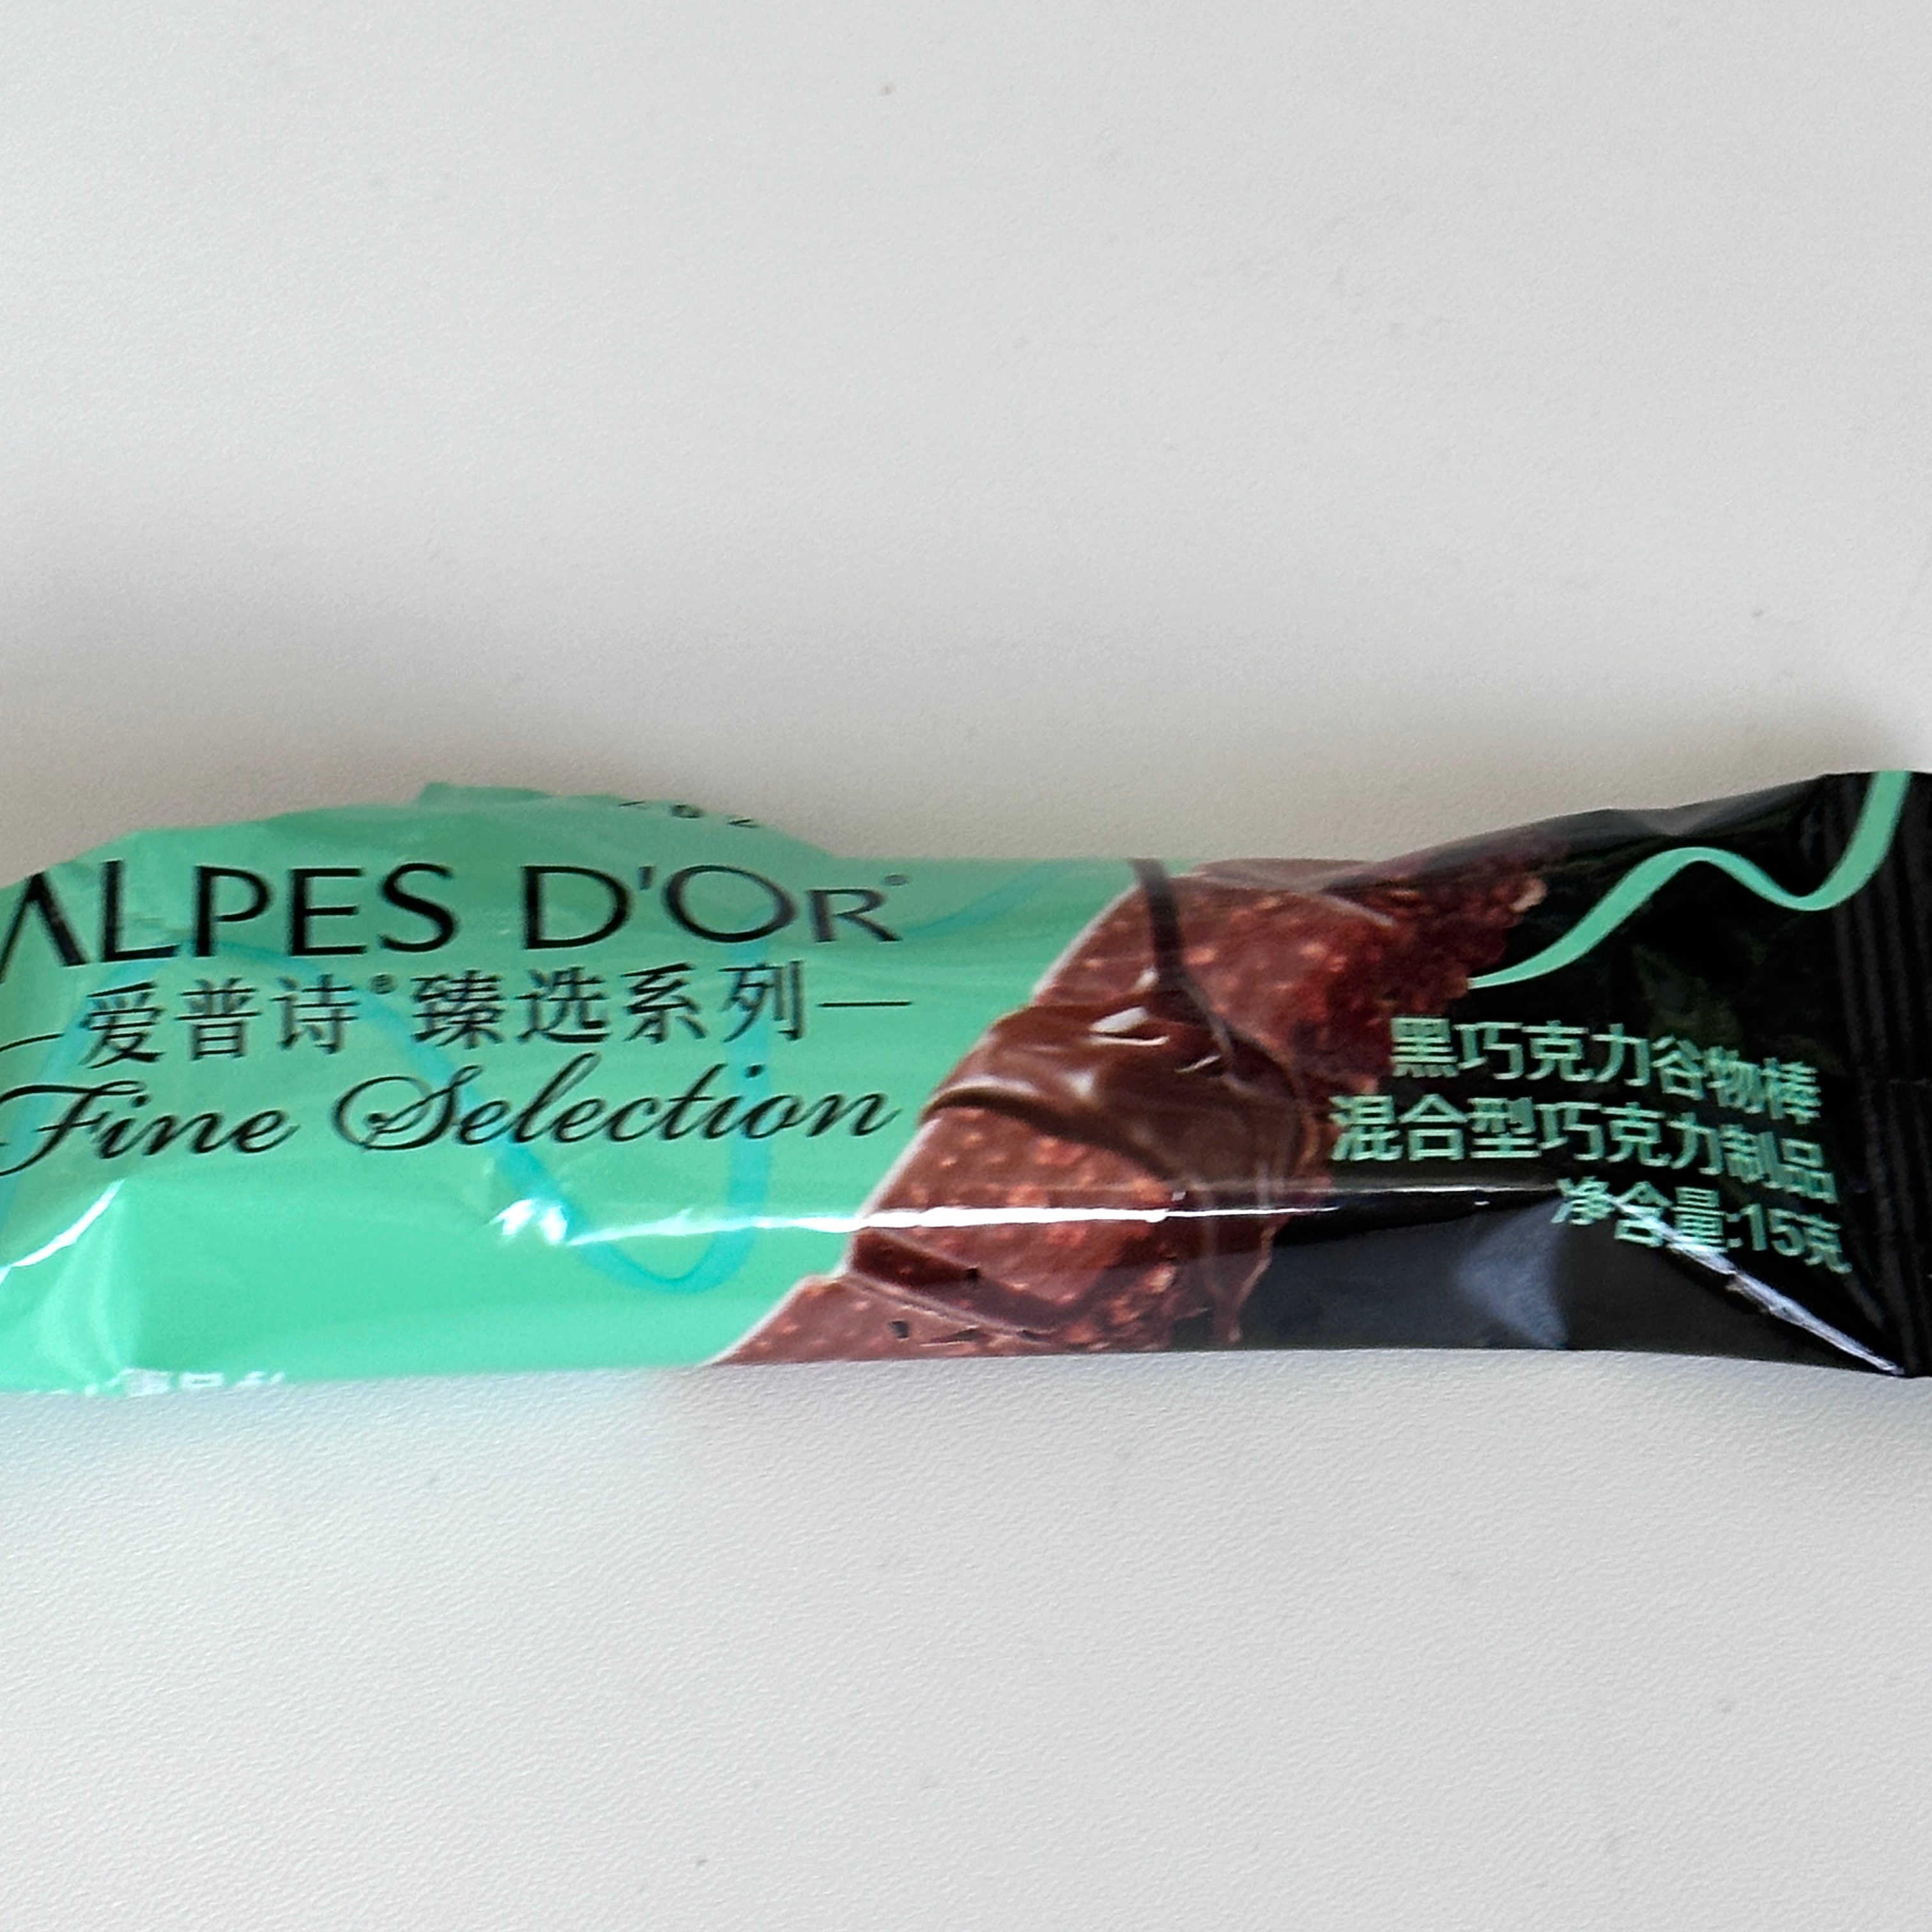 ALPES D'OR®
爱普诗®臻选系列
Fine Selection
黑巧克力谷物棒
混合型巧克力制品
净含量:15克